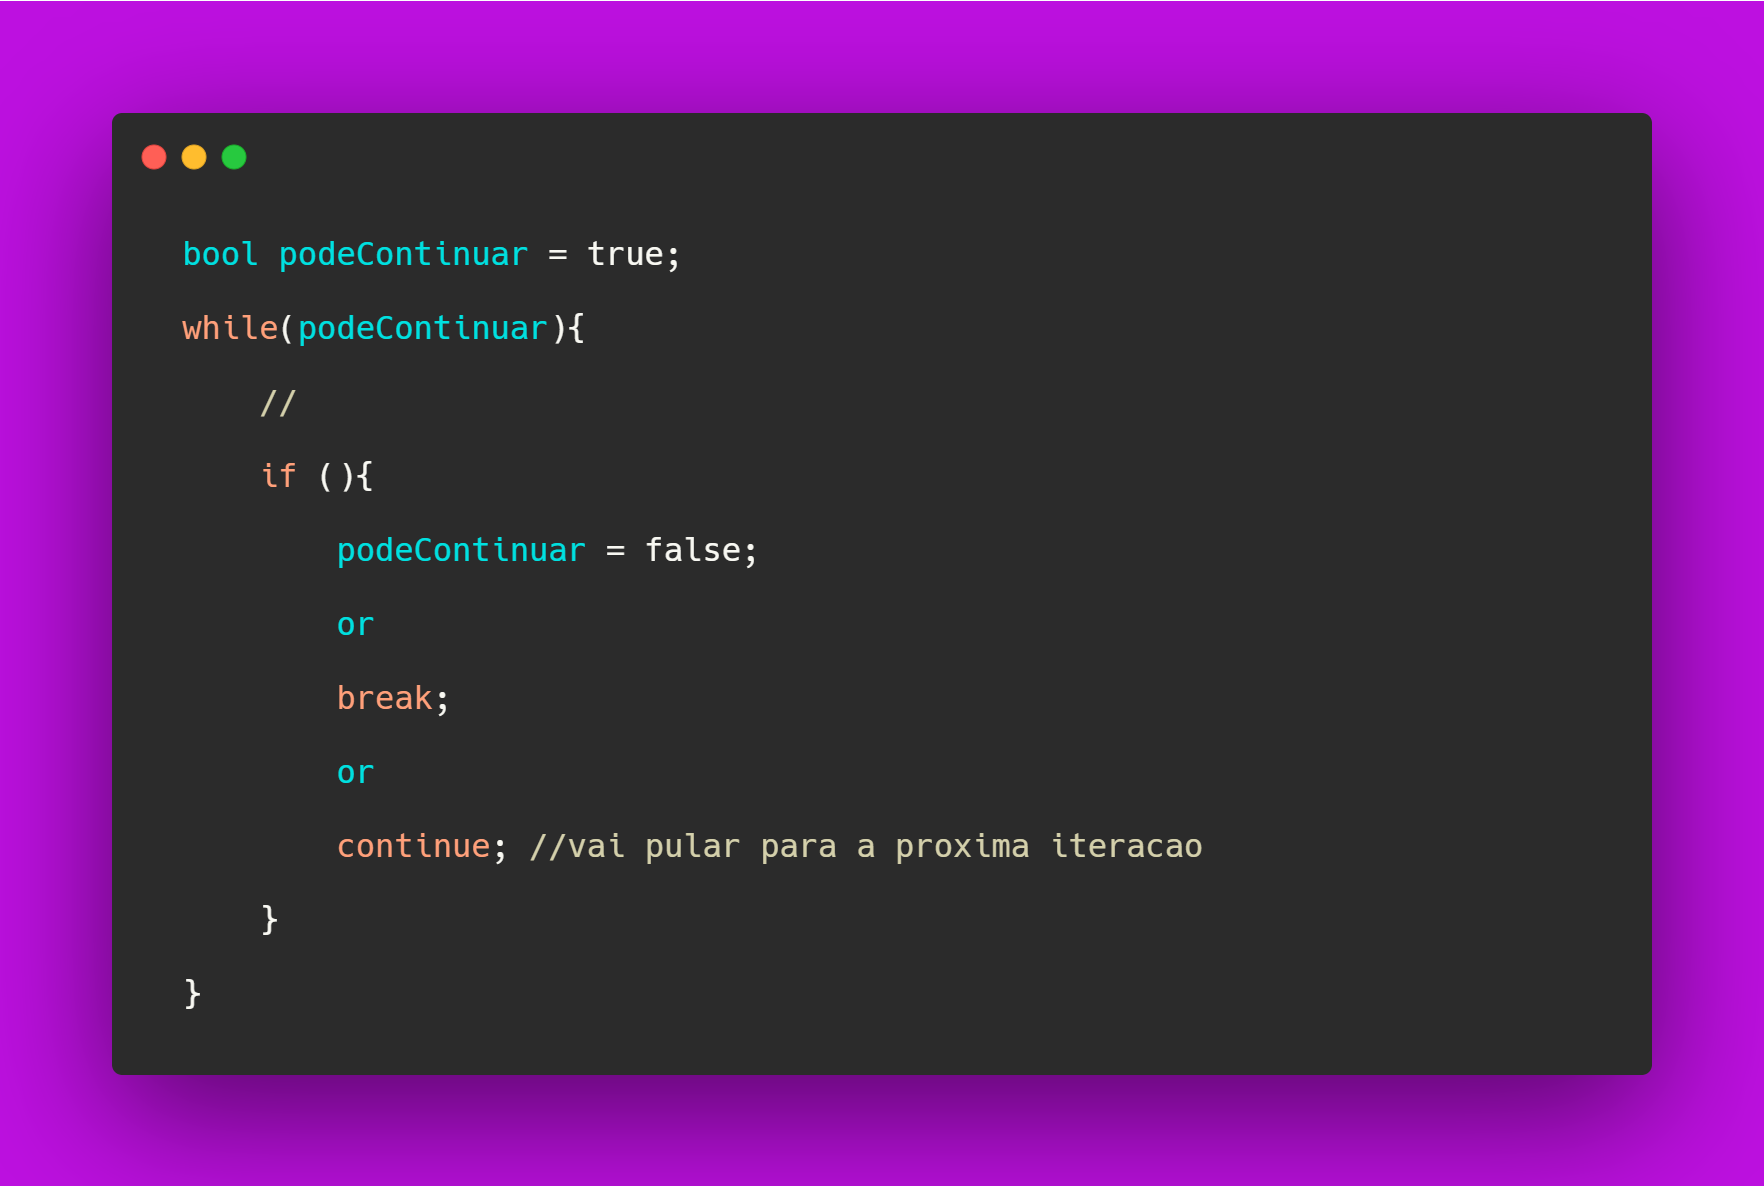 bool podeContinuar = true;
while(podeContinuar){
    //
    if (){
        podeContinuar = false;
        or
        break;
        or
        continue; //vai pular para a proxima iteracao
    }
}